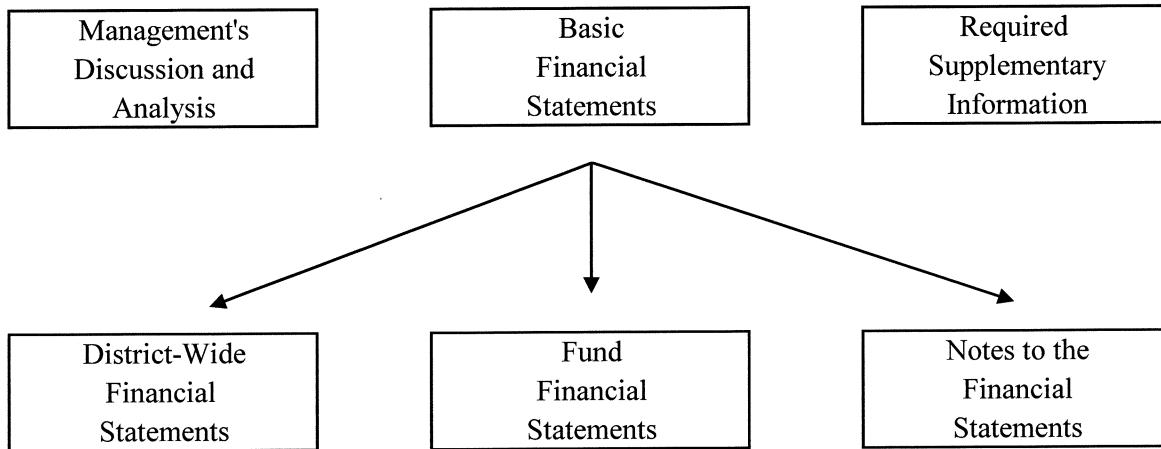 Management's
Discussion and
Analysis
Basic
Financial
Statements
Required
Supplementary
Information
District-Wide
Financial
Statements
Fund
Financial
Statements
Notes to the
Financial
Statements